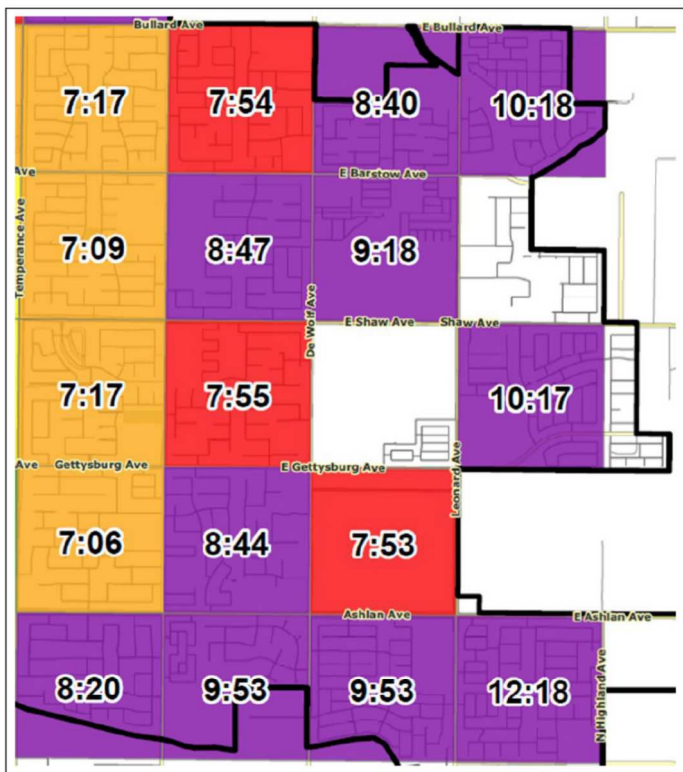 Bullard Ave
E Bullard Ave
7:17
7:54
8:40
10:18
Ave
E Barstow Ave
Temperance Ave
7:09
8:47
9:18
De Wolf Ave
E Shaw Ave
Shaw Ave
7:17
7:55
10:17
Ave
Gettysburg Ave
E Gettysburg Ave
Leonard Ave
7:06
8:44
7:53
Ashlan Ave
E Ashlan Ave
8:20
9:53
9:53
12:18
N Highland Ave